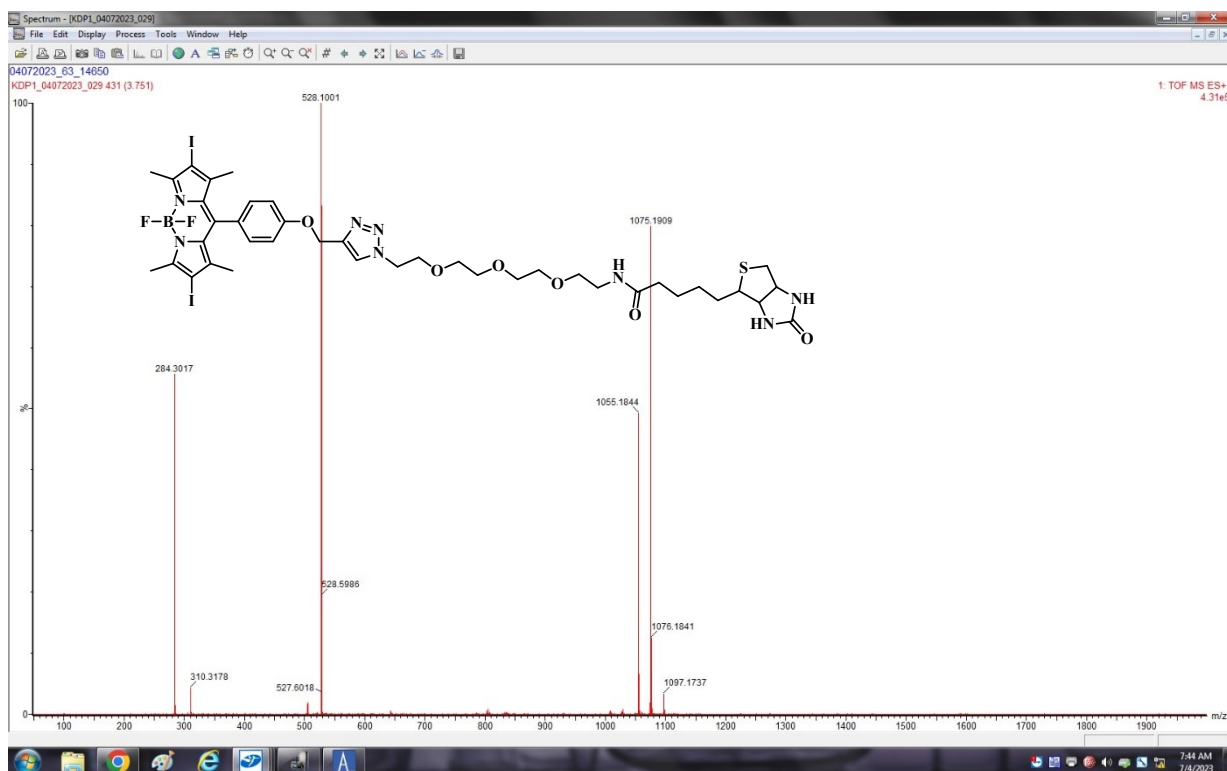 Spectrum - [KDP1_04072023_029]
File Edit Display Process Tools Window Help
04072023_63_14650
KDP1_04072023_029 431 (3.751)
1: TOF MS ES+
4.31e5
100
528.1001
I
N
F B F
N
I
O
N N
N
O
O
O
H
N
O
S
NH
HN
O
1075.1909
284.3017
1055.1844
%
528.5986
1076.1841
310.3178
527.6018
1097.1737
0
100 200 300 400 500 600 700 800 900 1000 1100 1200 1300 1400 1500 1600 1700 1800 1900
m/z
7:44 AM
7/4/2023